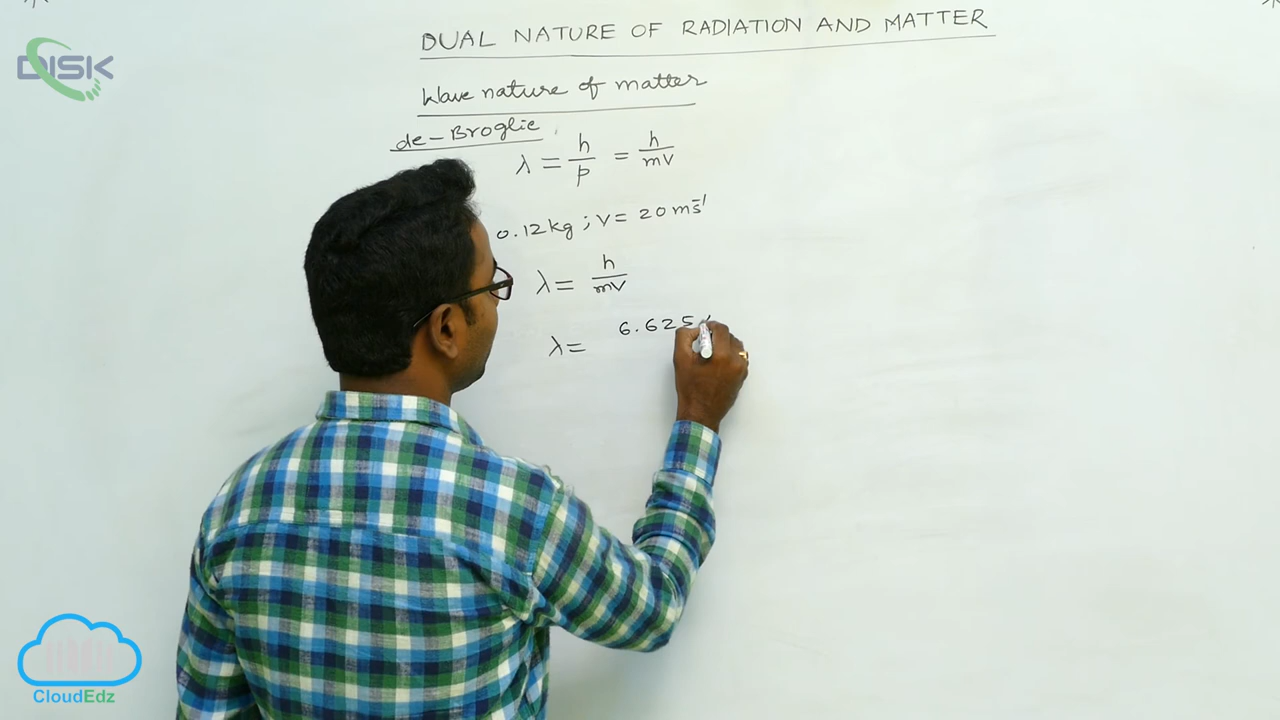 DUAL NATURE OF RADIATION AND MATTER
DISK
Wave nature of matter
de-Broglie
λ = h/p = h/mv
0.12 kg ; v = 20 ms⁻¹
λ = h/mv
λ = 6.625
CloudEdz